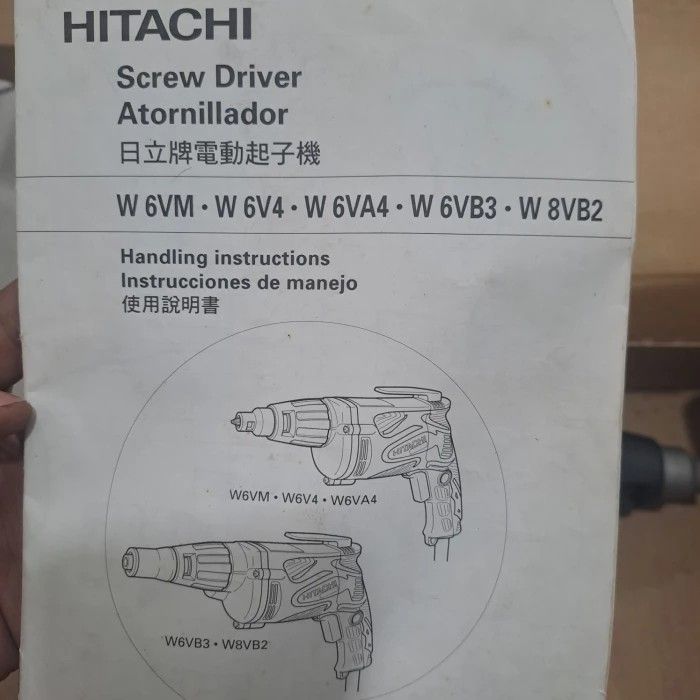 HITACHI
Screw Driver
Atornillador
日立牌電動起子機
W 6VM · W 6V4 · W 6VA4 · W 6VB3 · W 8VB2
Handling instructions
Instrucciones de manejo
使用說明書
HITACHI
W6VM · W6V4 · W6VA4
HITACHI
W6VB3 · W8VB2